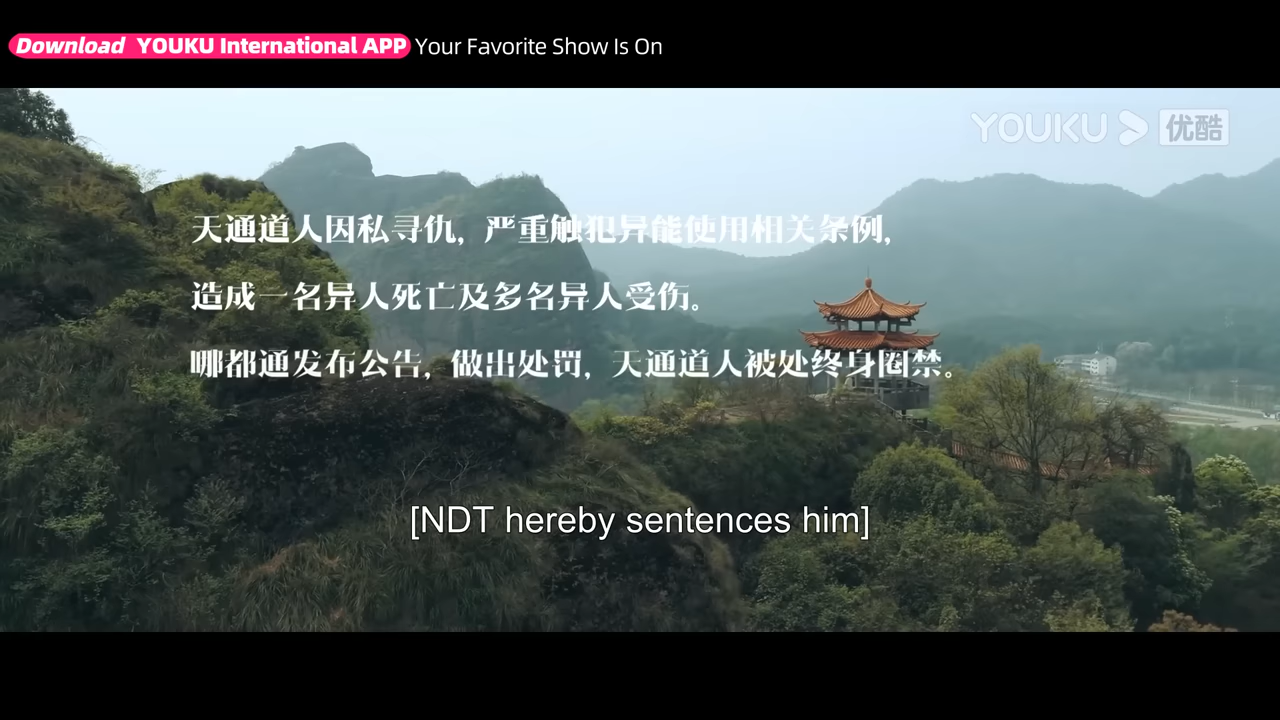 Download YOUKU International APP Your Favorite Show Is On
YOUKU 优酷
天通道人因私寻仇，严重触犯异能使用相关条例，
造成一名异人死亡及多名异人受伤。
哪都通发布公告，做出处罚，天通道人被处终身圈禁。
[NDT hereby sentences him]